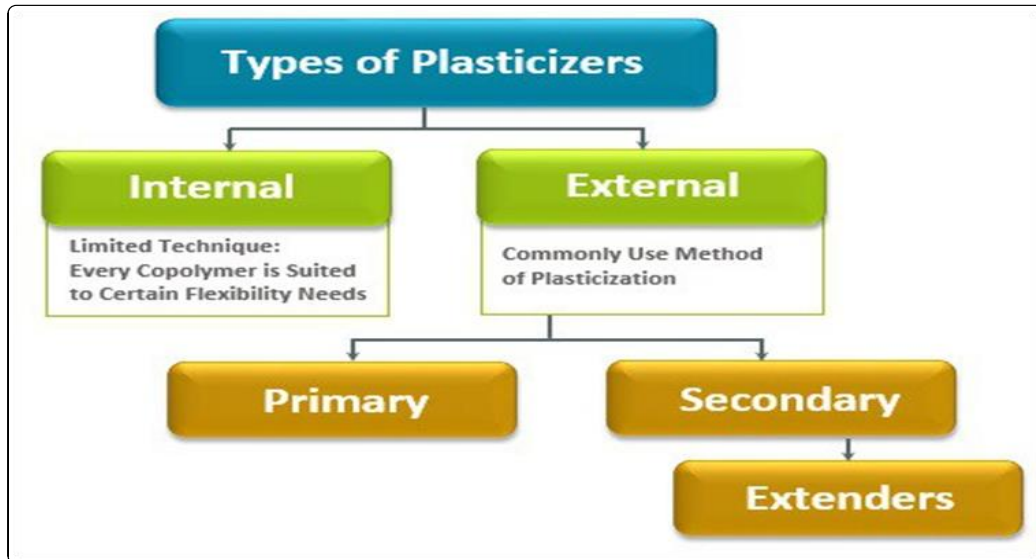 Types of Plasticizers
Internal
Limited Technique:
Every Copolymer is Suited
to Certain Flexibility Needs
External
Commonly Use Method
of Plasticization
Primary
Secondary
Extenders